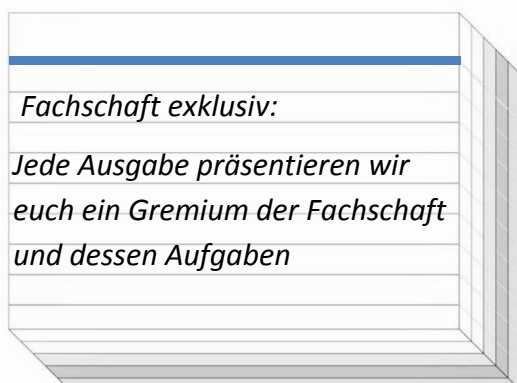 Fachschaft exklusiv:
Jede Ausgabe präsentieren wir
euch ein Gremium der Fachschaft
und dessen Aufgaben